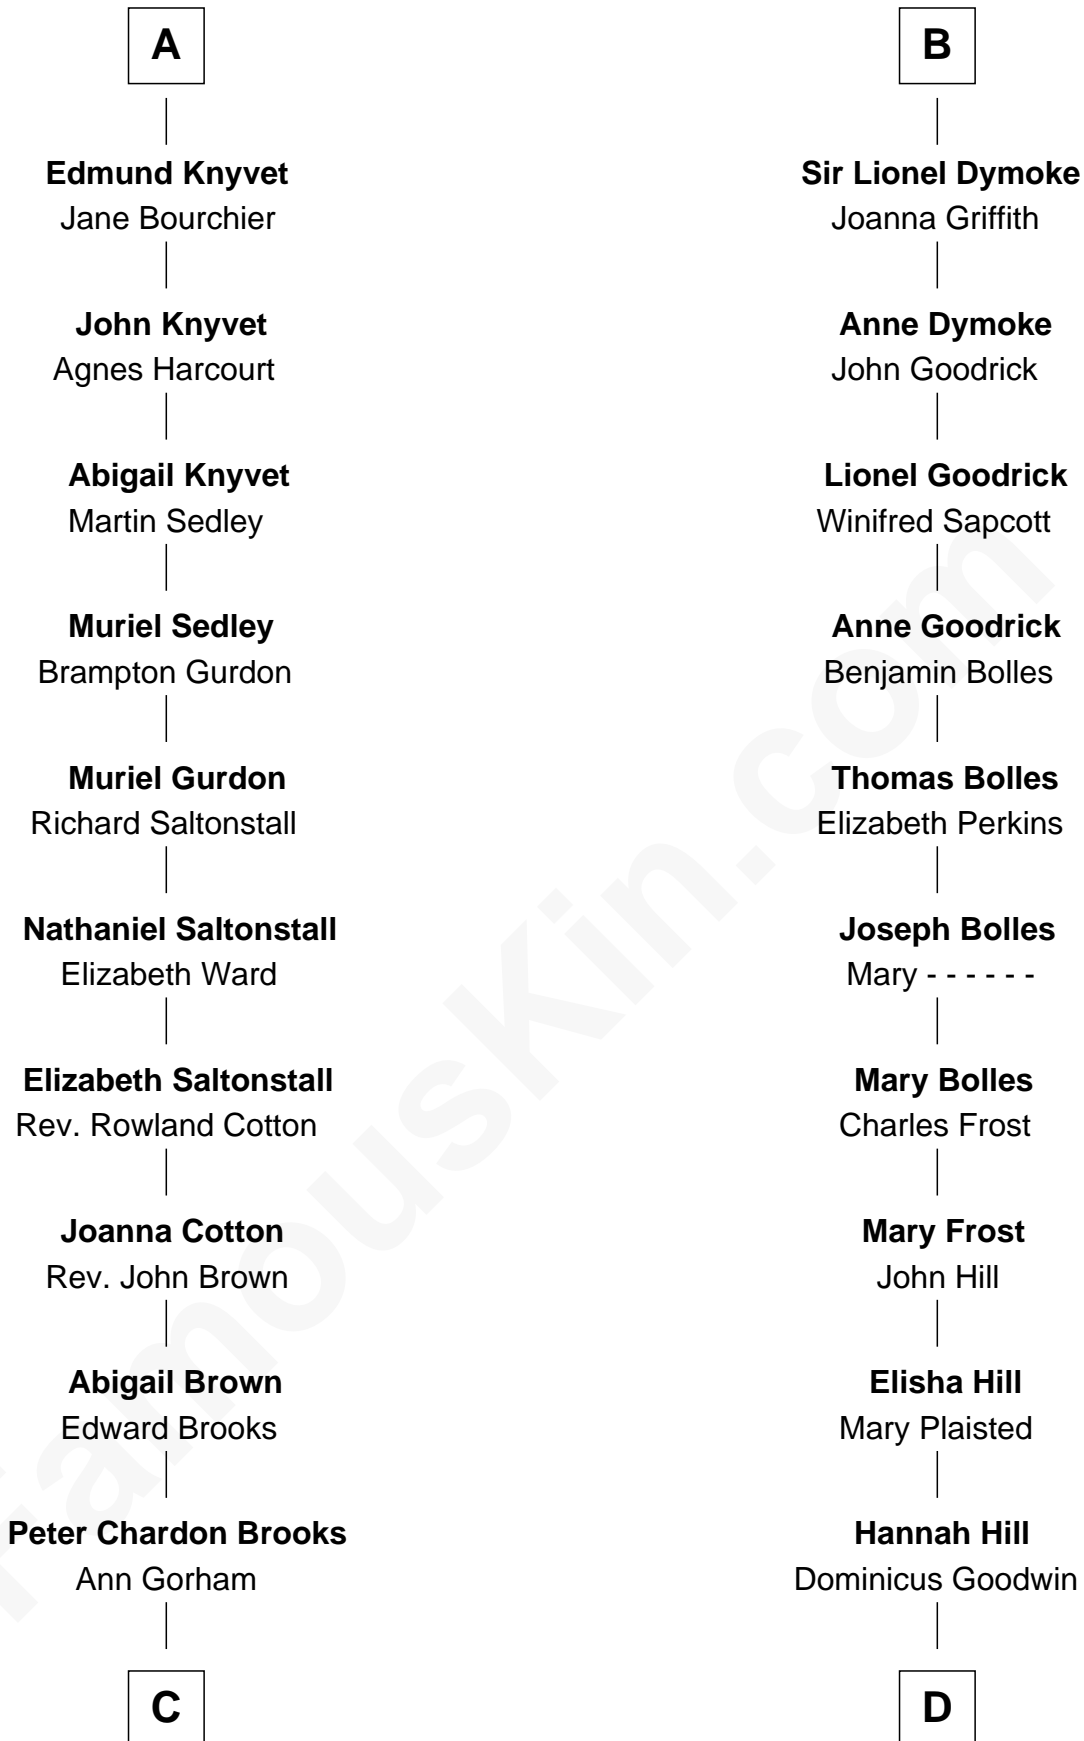 A
Edmund Knyvet
Jane Bourchier
John Knyvet
Agnes Harcourt
Abigail Knyvet
Martin Sedley
Muriel Sedley
Brampton Gurdon
Muriel Gurdon
Richard Saltonstall
Nathaniel Saltonstall
Elizabeth Ward
Elizabeth Saltonstall
Rev. Rowland Cotton
Joanna Cotton
Rev. John Brown
Abigail Brown
Edward Brooks
Peter Chardon Brooks
Ann Gorham
C
B
Sir Lionel Dymoke
Joanna Griffith
Anne Dymoke
John Goodrick
Lionel Goodrick
Winifred Sapcott
Anne Goodrick
Benjamin Bolles
Thomas Bolles
Elizabeth Perkins
Joseph Bolles
Mary - - - - - -
Mary Bolles
Charles Frost
Mary Frost
John Hill
Elisha Hill
Mary Plaisted
Hannah Hill
Dominicus Goodwin
D
FamousKin.com